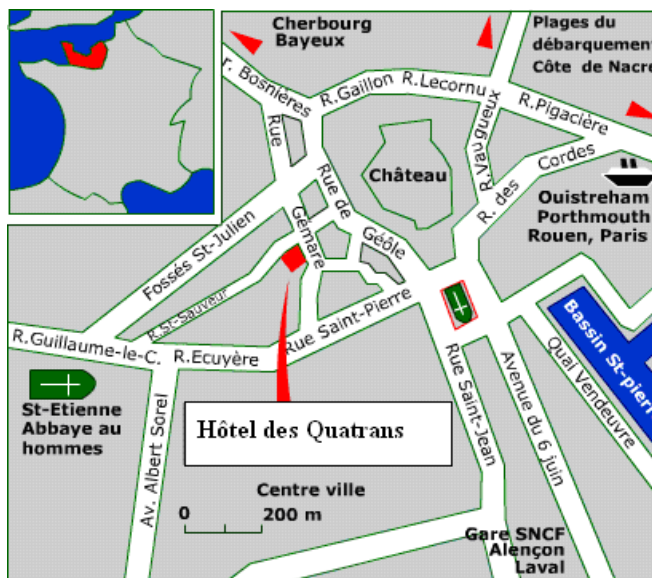 Cherbourg
Bayeux
Plages du
débarquement
Côte de Nacre
r. Bosnières
R.Gaillon
R.Lecornu
R.Vaugueux
R.Pigacière
Rue
Château
R. des
Cordes
Ouistreham
Porthmouth
Rouen, Paris
Rue de
Géôle
Gémare
Fossés St-Julien
R.St-Sauveur
Rue Saint-Pierre
R.Guillaume-le-C.
R.Ecuyère
Bassin St-pierr
Quai Vendeuvre
Avenue du 6 juin
Rue Saint-Jean
St-Etienne
Abbaye au
hommes
Av. Albert Sorel
Hôtel des Quatrans
Centre ville
0
200 m
Gare SNCF
Alençon
Laval